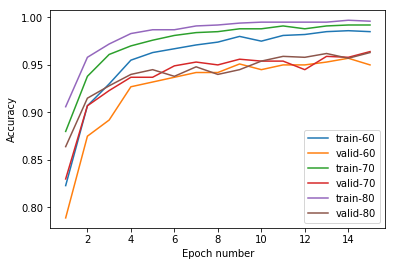 1.00
0.95
0.90
0.85
0.80
Accuracy
2 4 6 8 10 12 14
Epoch number
train-60
valid-60
train-70
valid-70
train-80
valid-80